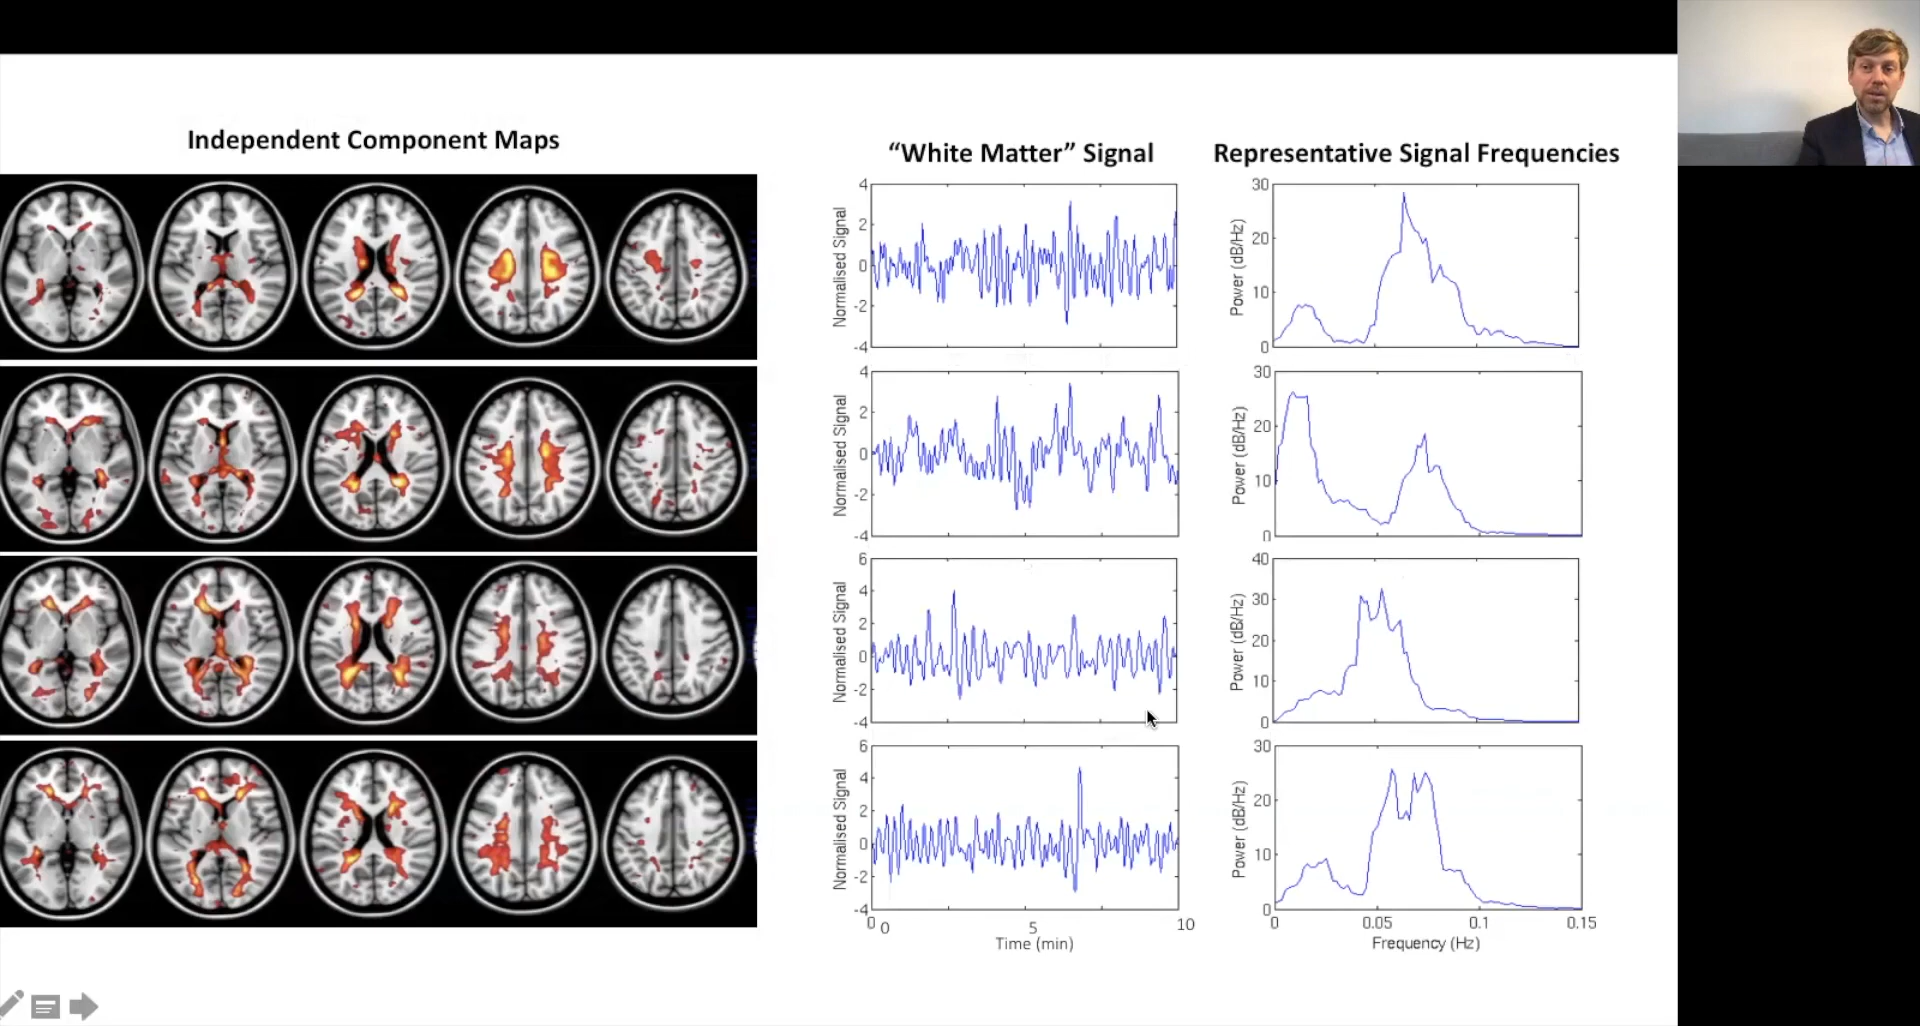 Independent Component Maps
“White Matter” Signal
Representative Signal Frequencies
4
2
0
-2
-4
Normalised Signal
30
20
10
0
Power (dB/Hz)
4
2
0
-2
-4
Normalised Signal
30
20
10
0
Power (dB/Hz)
6
4
2
0
-2
-4
Normalised Signal
40
30
20
10
0
Power (dB/Hz)
6
4
2
0
-2
-4
Normalised Signal
0 0 5 10
Time (min)
30
20
10
0
Power (dB/Hz)
0 0.05 0.1 0.15
Frequency (Hz)